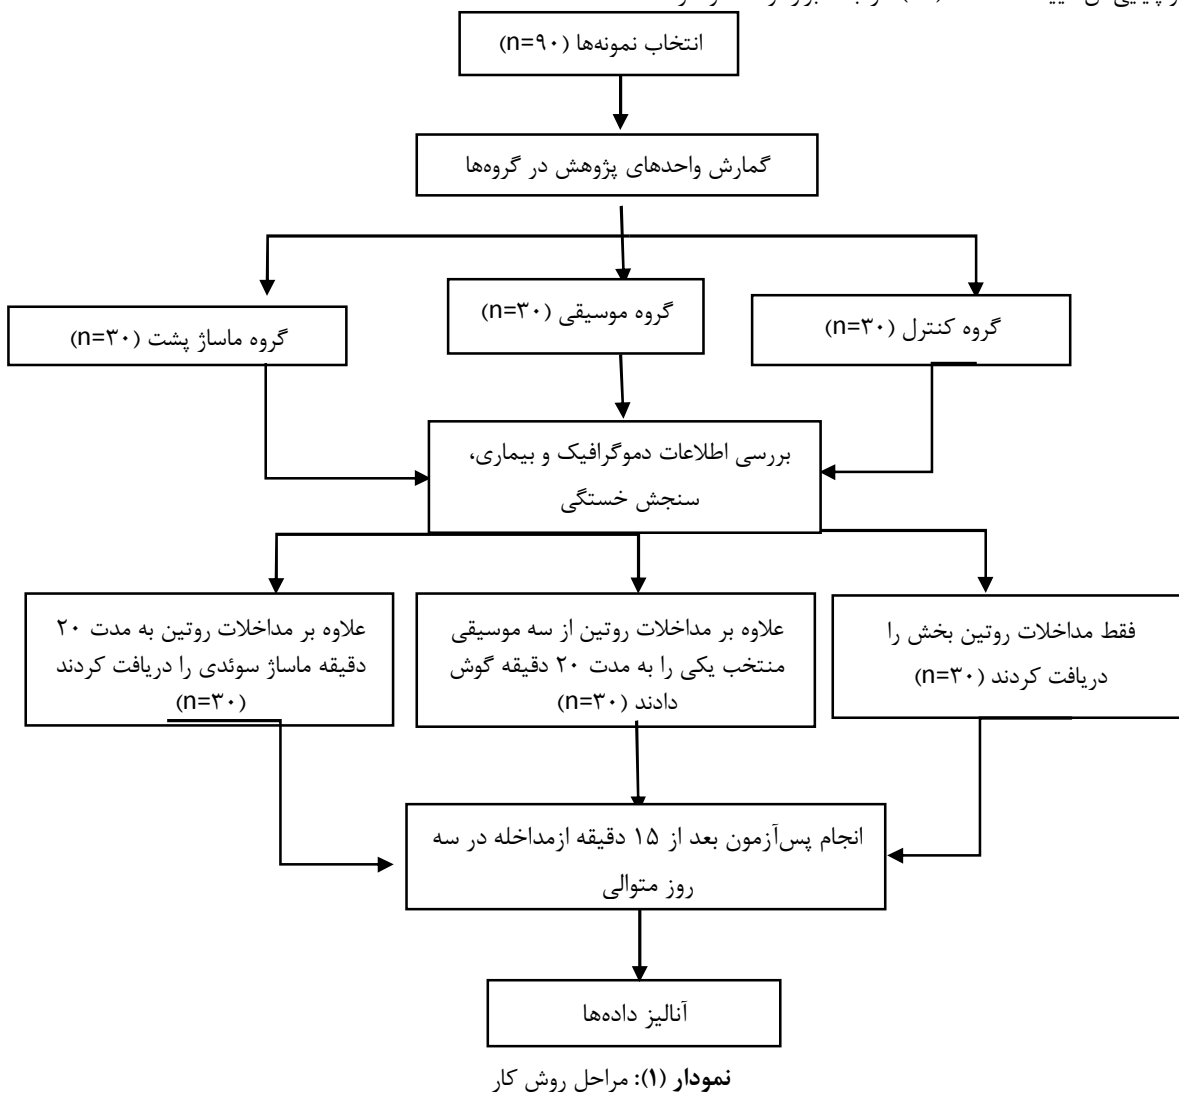 انتخاب نمونه‌ها (n=۹۰)
گمارش واحدهای پژوهش در گروه‌ها
گروه کنترل (n=۳۰)
گروه موسیقی (n=۳۰)
گروه ماساژ پشت (n=۳۰)
بررسی اطلاعات دموگرافیک و بیماری،
سنجش خستگی
فقط مداخلات روتین بخش را
دریافت کردند (n=۳۰)
علاوه بر مداخلات روتین از سه موسیقی
منتخب یکی را به مدت ۲۰ دقیقه گوش
دادند (n=۳۰)
علاوه بر مداخلات روتین به مدت ۲۰
دقیقه ماساژ سوئدی را دریافت کردند
(n=۳۰)
انجام پس‌آزمون بعد از ۱۵ دقیقه ازمداخله در سه
روز متوالی
آنالیز داده‌ها
نمودار (۱): مراحل روش کار